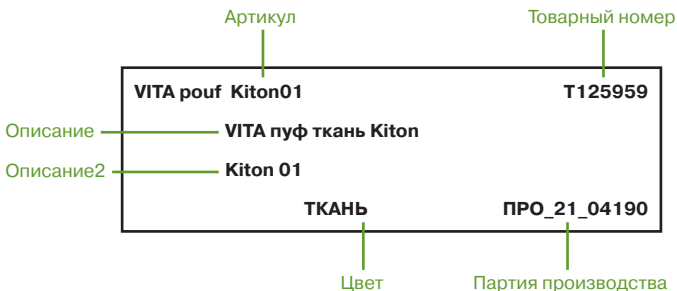 Артикул Товарный номер
VITA pouf Kiton01 T125959
Описание VITA пуф ткань Kiton
Описание2 Kiton 01
ТКАНЬ ПРО_21_04190
Цвет Партия производства